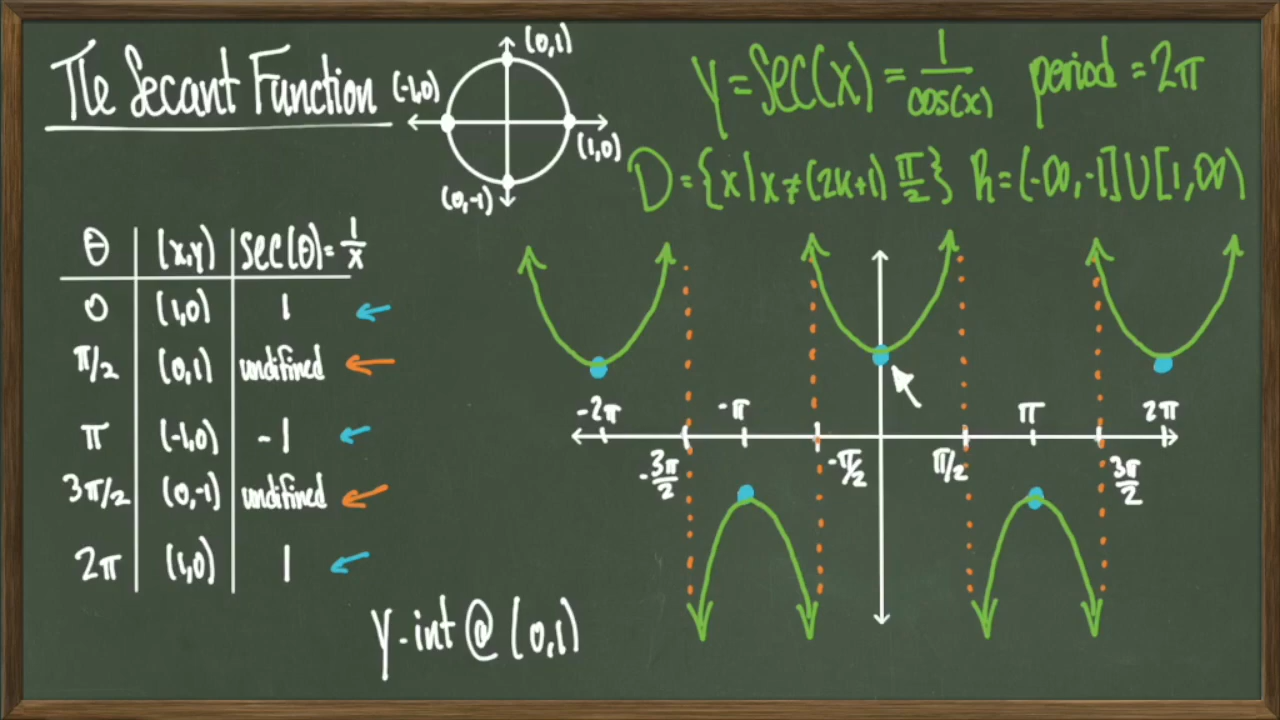 The Secant Function
(0,1)
(-1,0)
(1,0)
(0,-1)
y = sec(x) = 1/cos(x) period = 2π
D = {x | x ≠ (2k+1) π/2} R = (-∞, -1] ∪ [1, ∞)
θ (x,y) sec(θ) = 1/x
0 (1,0) 1
π/2 (0,1) undifined
π (-1,0) -1
3π/2 (0,-1) undifined
2π (1,0) 1
-2π -π π 2π
-3π/2 -π/2 π/2 3π/2
y-int @ (0,1)